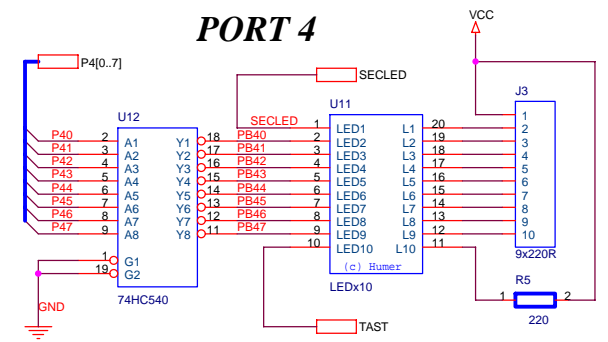 PORT 4
VCC
P4[0..7]
SECLED
J3
U12
U11
SECLED
P40 2 A1 Y1 18 PB40 1 LED1 L1 20 1
P41 3 A2 Y2 17 PB41 2 LED2 L2 19 2
P42 4 A3 Y3 16 PB42 3 LED3 L3 18 3
P43 5 A4 Y4 15 PB43 4 LED4 L4 17 4
P44 6 A5 Y5 14 PB44 5 LED5 L5 16 5
P45 7 A6 Y6 13 PB45 6 LED6 L6 15 6
P46 8 A7 Y7 12 PB46 7 LED7 L7 14 7
P47 9 A8 Y8 11 PB47 8 LED8 L8 13 8
9 LED9 L9 12 9
10 LED10 L10 11 10
1 G1
19 G2
(c) Humer
9x220R
74HC540
LEDx10
R5
1 2
220
GND
TAST